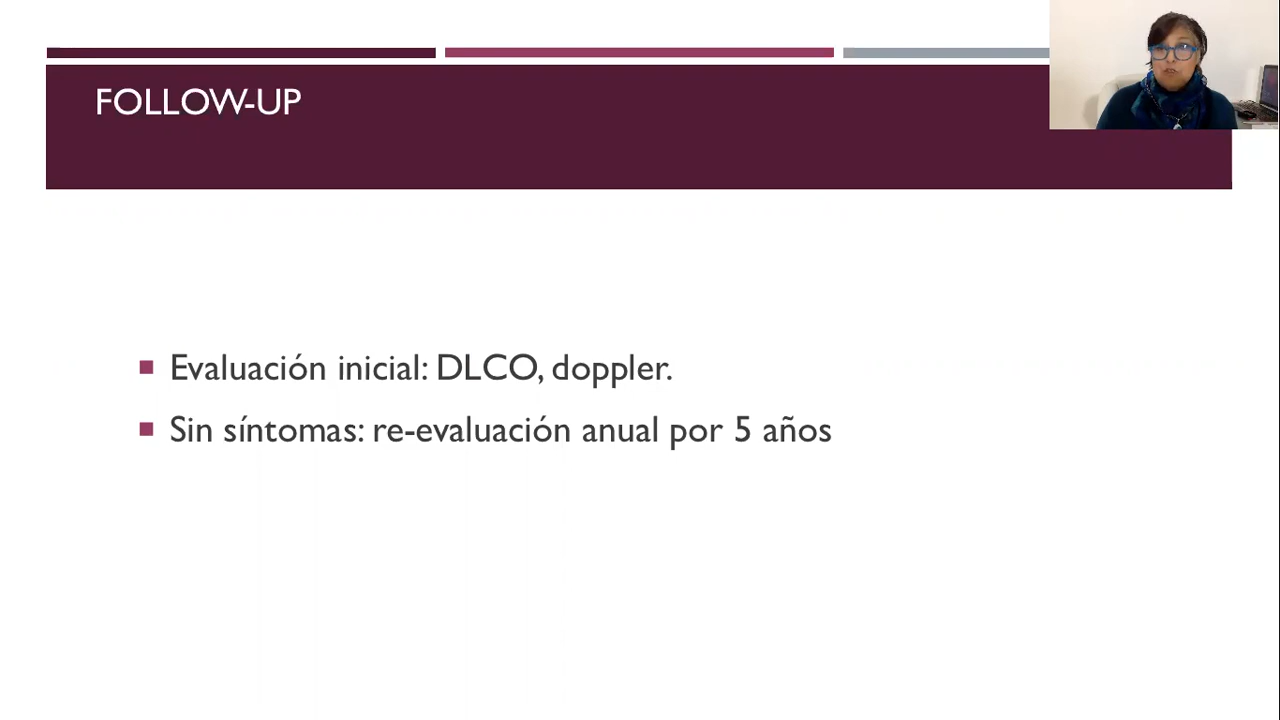 FOLLOW-UP
Evaluación inicial: DLCO, doppler.
Sin síntomas: re-evaluación anual por 5 años